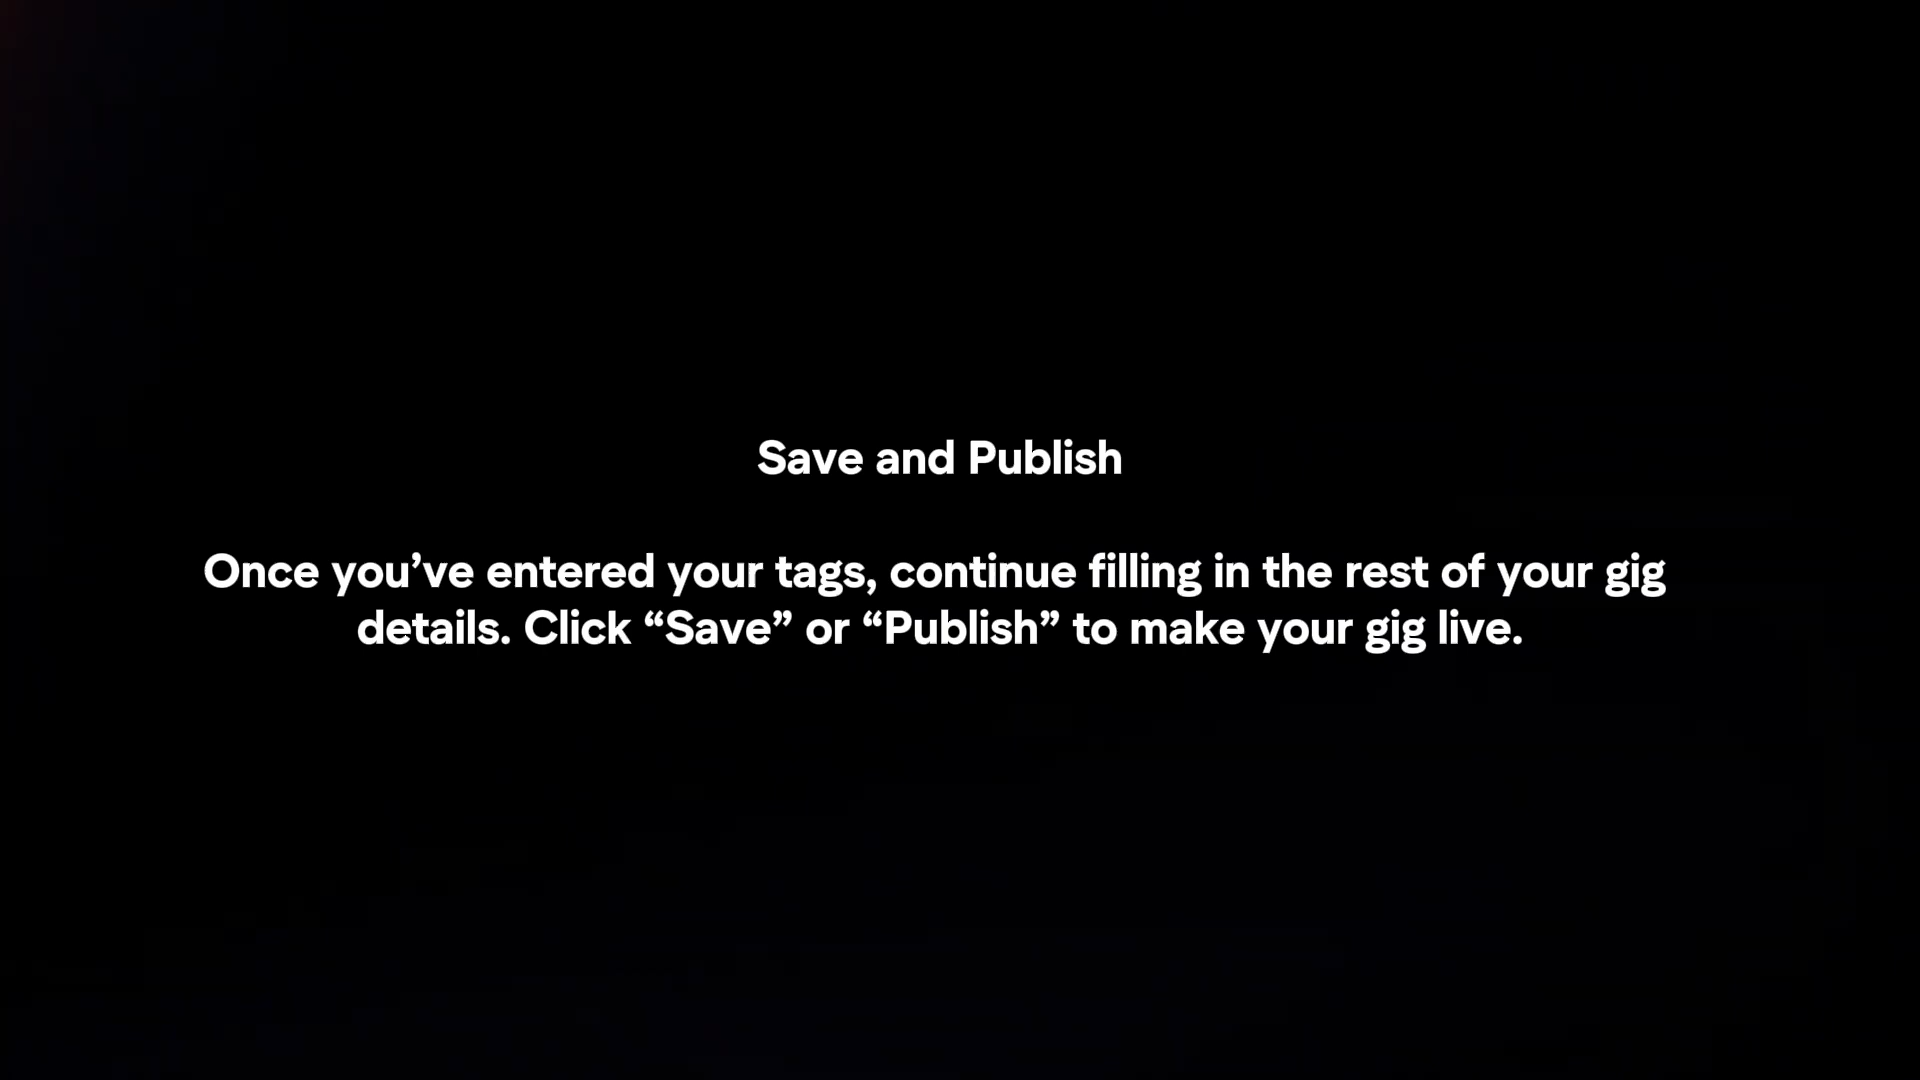 Save and Publish
Once you’ve entered your tags, continue filling in the rest of your gig
details. Click “Save” or “Publish” to make your gig live.